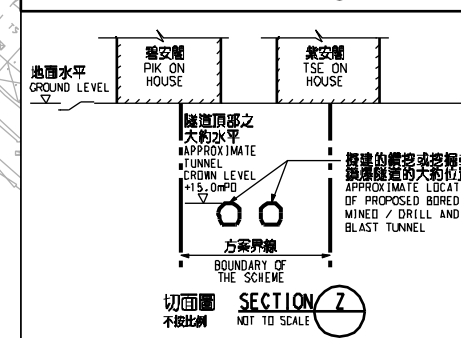 碧安閣
PIK ON
HOUSE
紫安閣
TSE ON
HOUSE
地面水平
GROUND LEVEL
隧道頂部之
大約水平
APPROXIMATE
TUNNEL
CROWN LEVEL
+15.0mPD
擬建的鑽挖或挖掘
鑽爆隧道的大約位
APPROXIMATE LOCAT
OF PROPOSED BORED
MINED / DRILL AND
BLAST TUNNEL
方案界線
BOUNDARY OF
THE SCHEME
切面圖 SECTION Z
不按比例 NOT TO SCALE